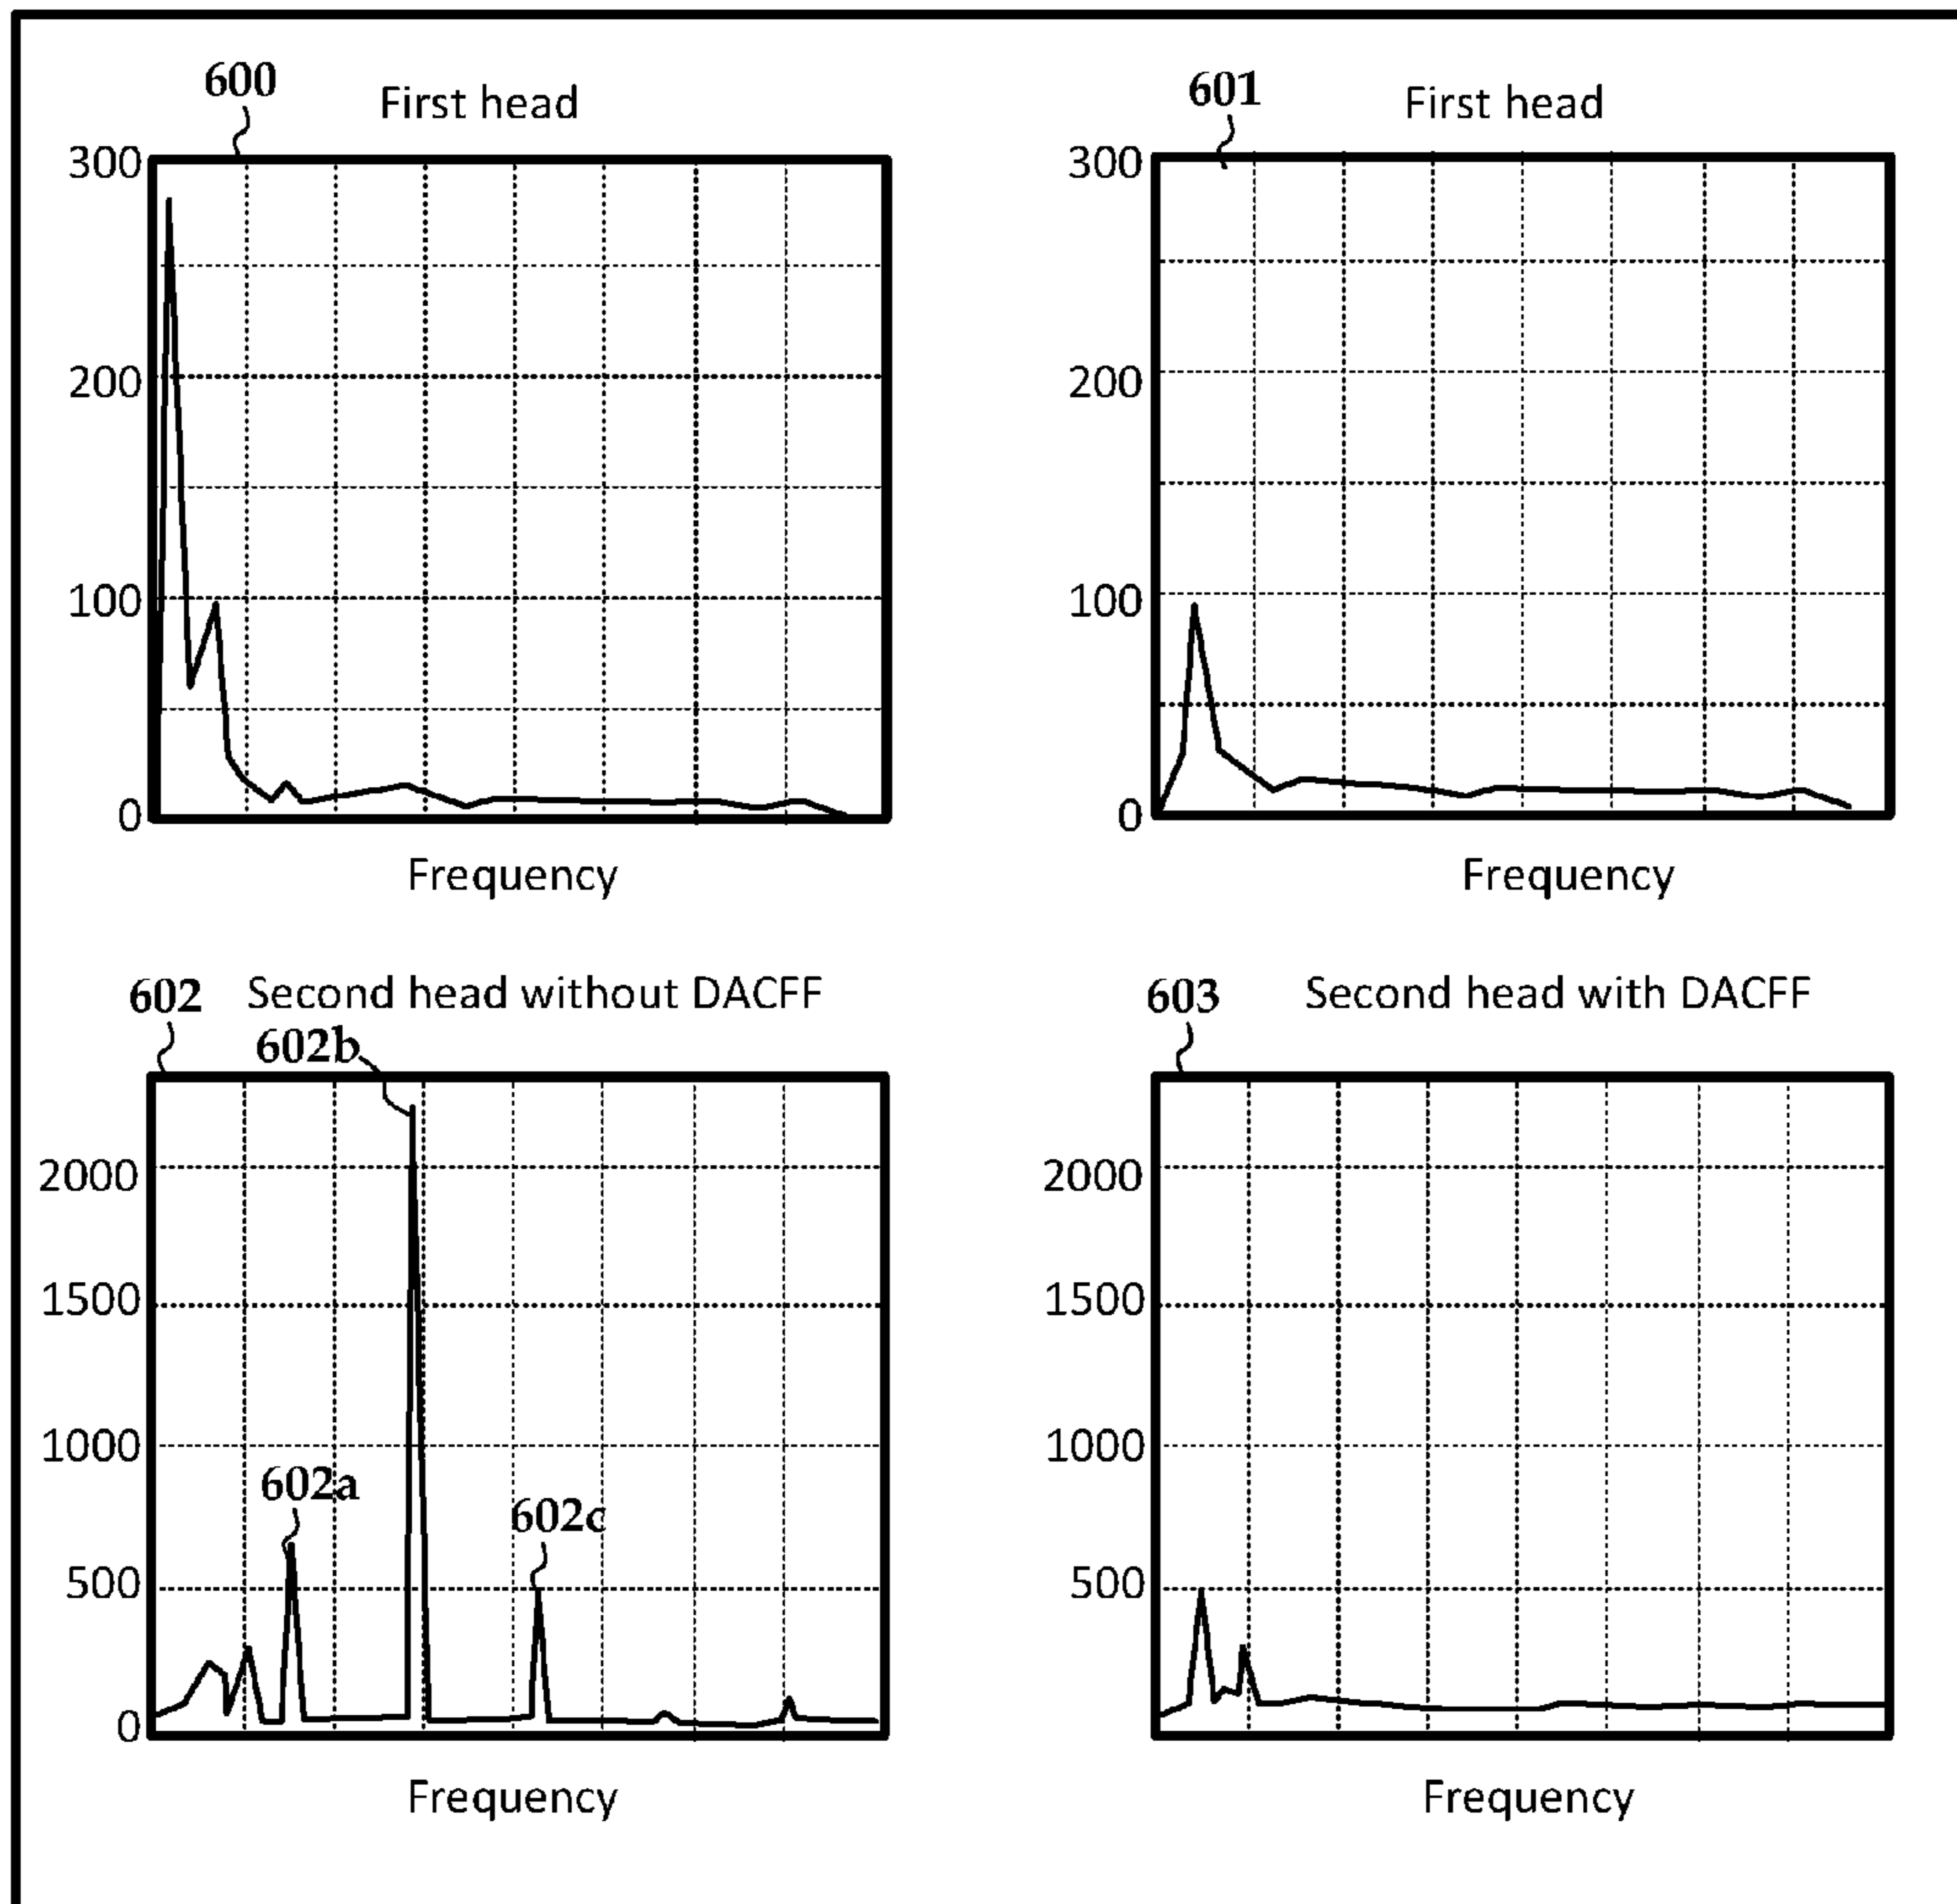 600
First head
300
200
100
0
Frequency
601
First head
300
200
100
0
Frequency
602
Second head without DACFF
602b
2000
1500
1000
602a
602c
500
0
Frequency
603
Second head with DACFF
2000
1500
1000
500
Frequency